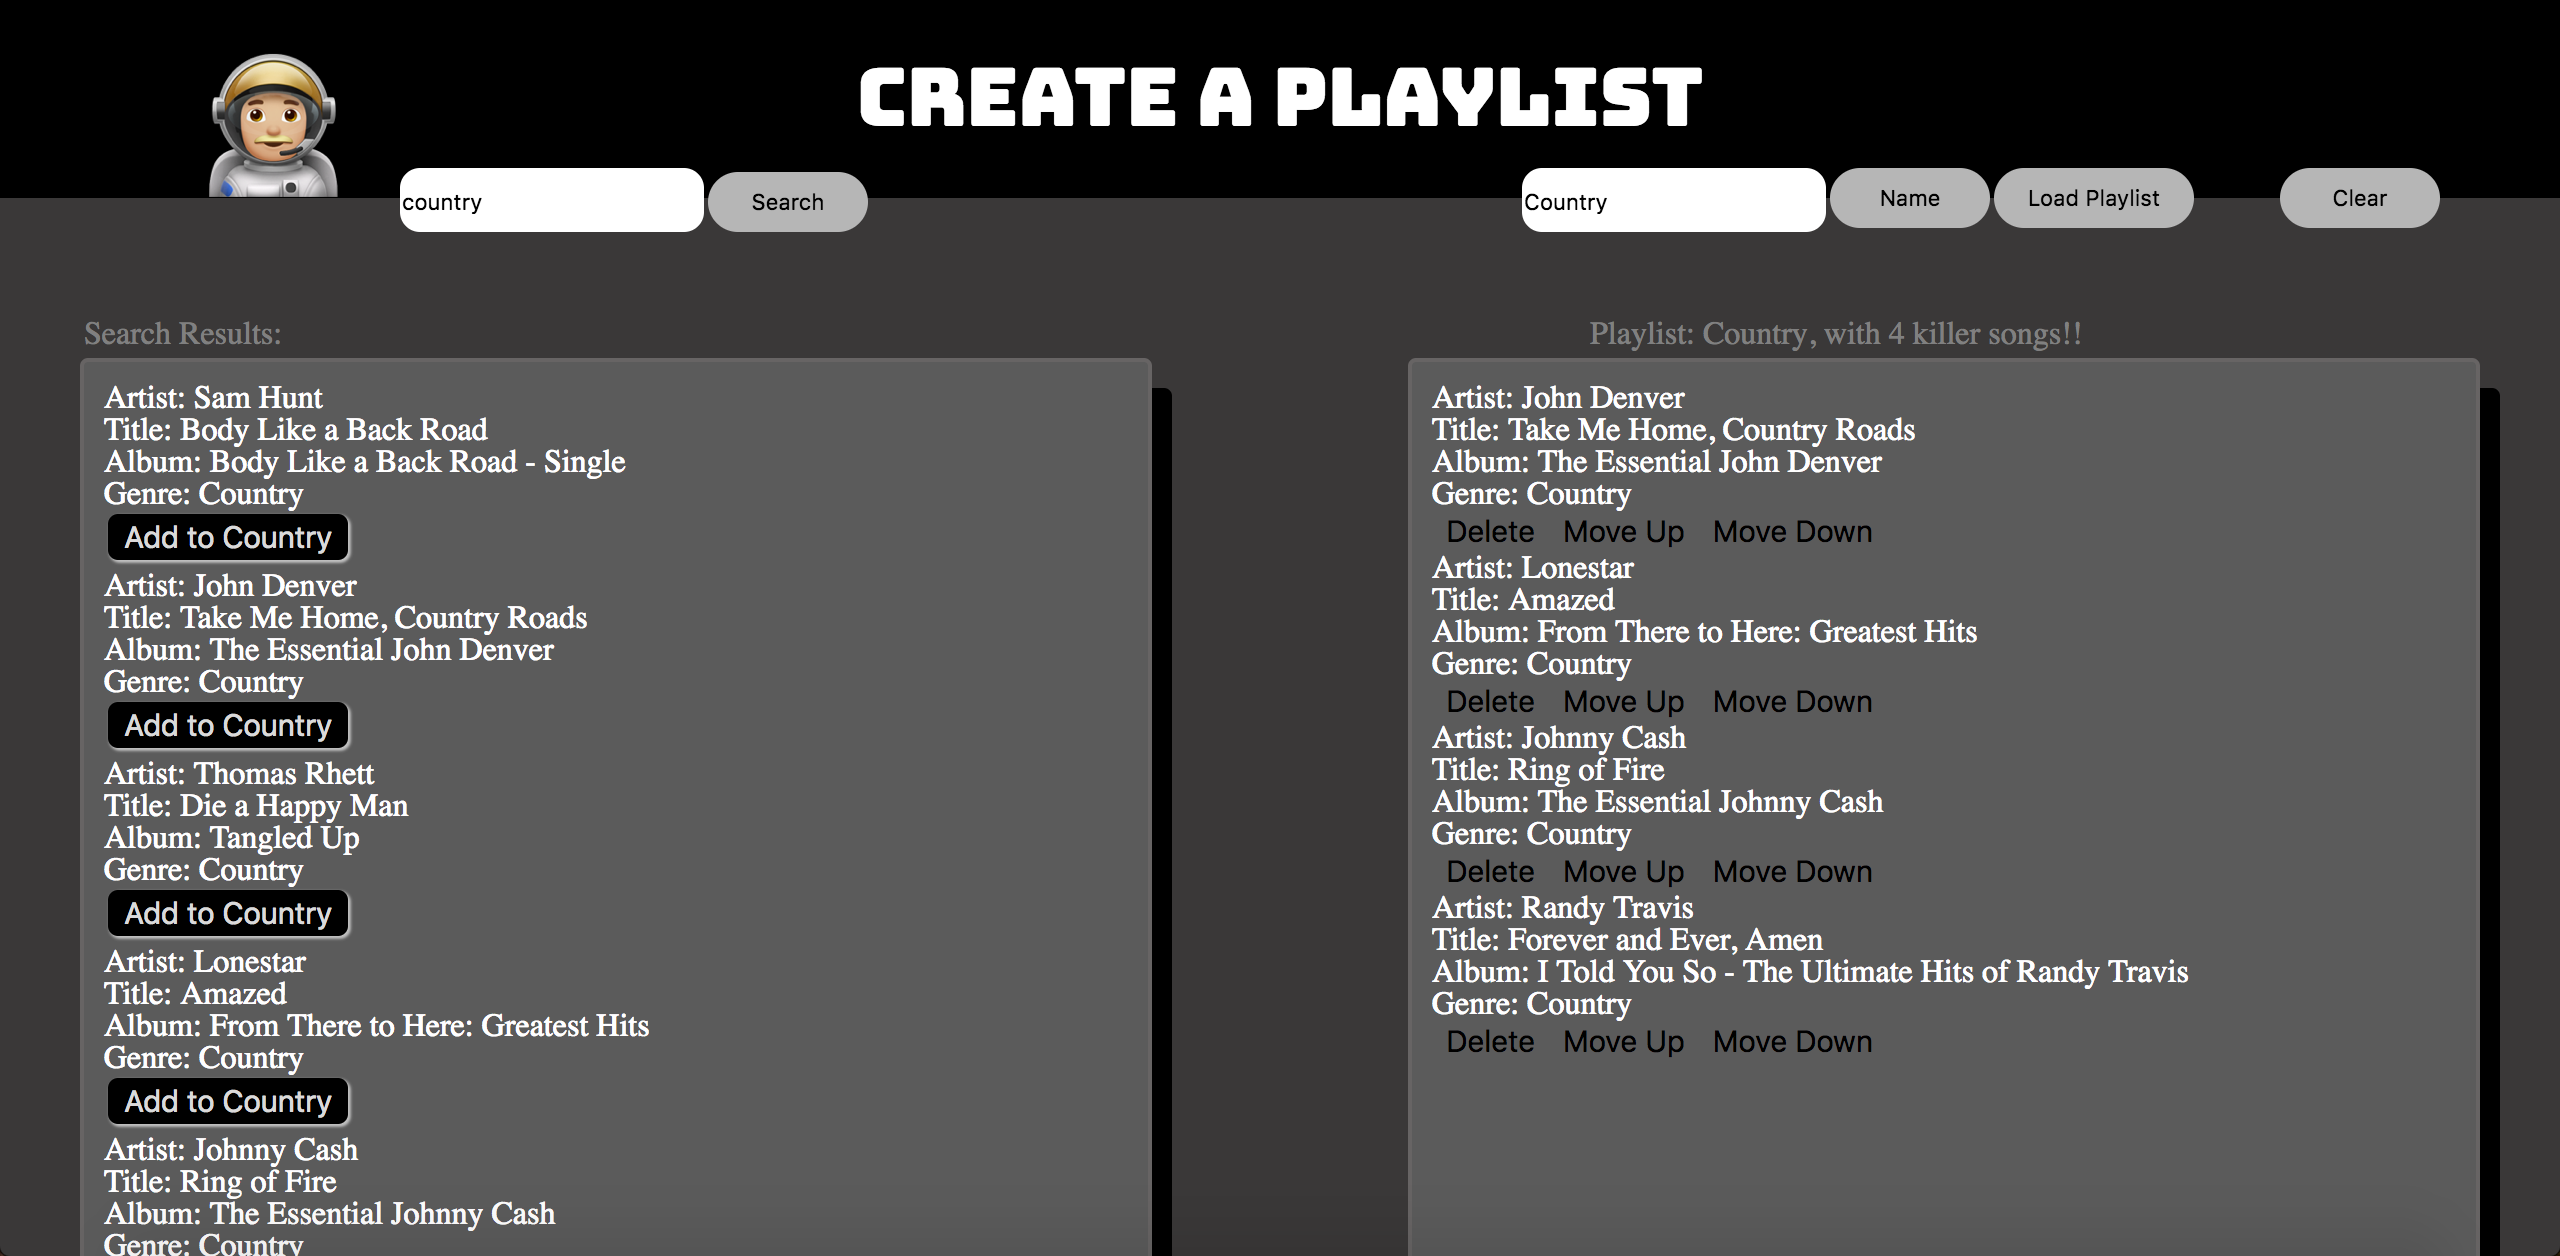 CREATE A PLAYLIST
country
Search
Country
Name
Load Playlist
Clear
Search Results:
Artist: Sam Hunt
Title: Body Like a Back Road
Album: Body Like a Back Road - Single
Genre: Country
Add to Country
Artist: John Denver
Title: Take Me Home, Country Roads
Album: The Essential John Denver
Genre: Country
Add to Country
Artist: Thomas Rhett
Title: Die a Happy Man
Album: Tangled Up
Genre: Country
Add to Country
Artist: Lonestar
Title: Amazed
Album: From There to Here: Greatest Hits
Genre: Country
Add to Country
Artist: Johnny Cash
Title: Ring of Fire
Album: The Essential Johnny Cash
Genre: Country
Playlist: Country, with 4 killer songs!!
Artist: John Denver
Title: Take Me Home, Country Roads
Album: The Essential John Denver
Genre: Country
Delete Move Up Move Down
Artist: Lonestar
Title: Amazed
Album: From There to Here: Greatest Hits
Genre: Country
Delete Move Up Move Down
Artist: Johnny Cash
Title: Ring of Fire
Album: The Essential Johnny Cash
Genre: Country
Delete Move Up Move Down
Artist: Randy Travis
Title: Forever and Ever, Amen
Album: I Told You So - The Ultimate Hits of Randy Travis
Genre: Country
Delete Move Up Move Down